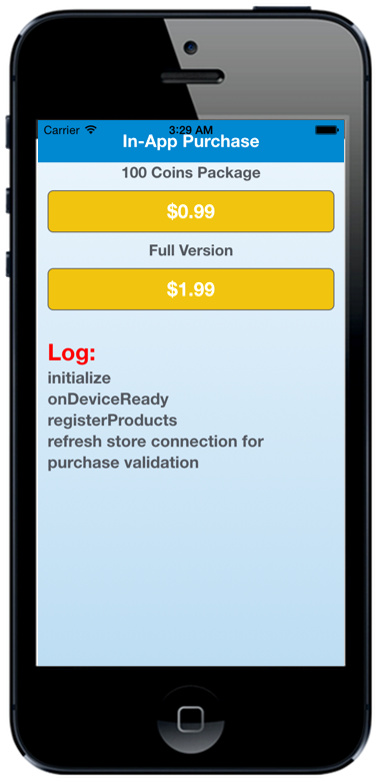 Carrier 3:29 AM
In-App Purchase
100 Coins Package
$0.99
Full Version
$1.99
Log:
initialize
onDeviceReady
registerProducts
refresh store connection for
purchase validation